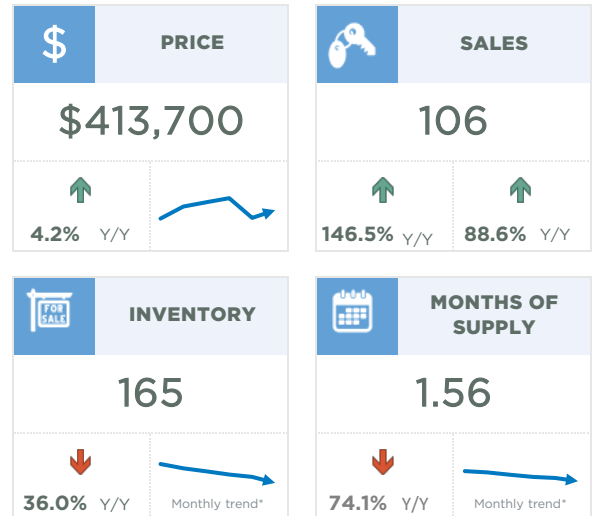 $
PRICE
$413,700
4.2% Y/Y
SALES
106
146.5% Y/Y
88.6% Y/Y
FOR
SALE
INVENTORY
165
36.0% Y/Y
Monthly trend*
MONTHS OF
SUPPLY
1.56
74.1% Y/Y
Monthly trend*